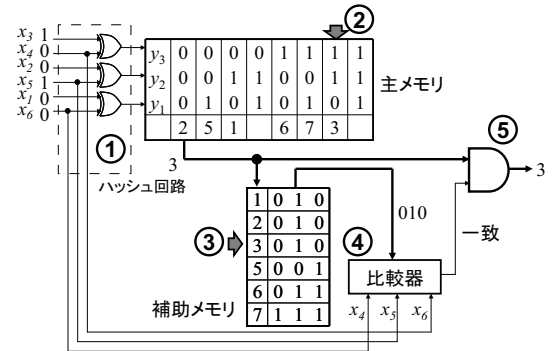 x3 1
x4 0
x2 0
x5 1
x1 0
x6 0
①
ハッシュ回路
②
y3 0 0 0 0 1 1 1 1
y2 0 0 1 1 0 0 1 1
y1 0 1 0 1 0 1 0 1
2 5 1 6 7 3
主メモリ
3
⑤
3
1 0 1 0
2 0 1 0
3 0 1 0
5 0 0 1
6 0 1 1
7 1 1 1
③
補助メモリ
010
④
一致
比較器
x4 x5 x6